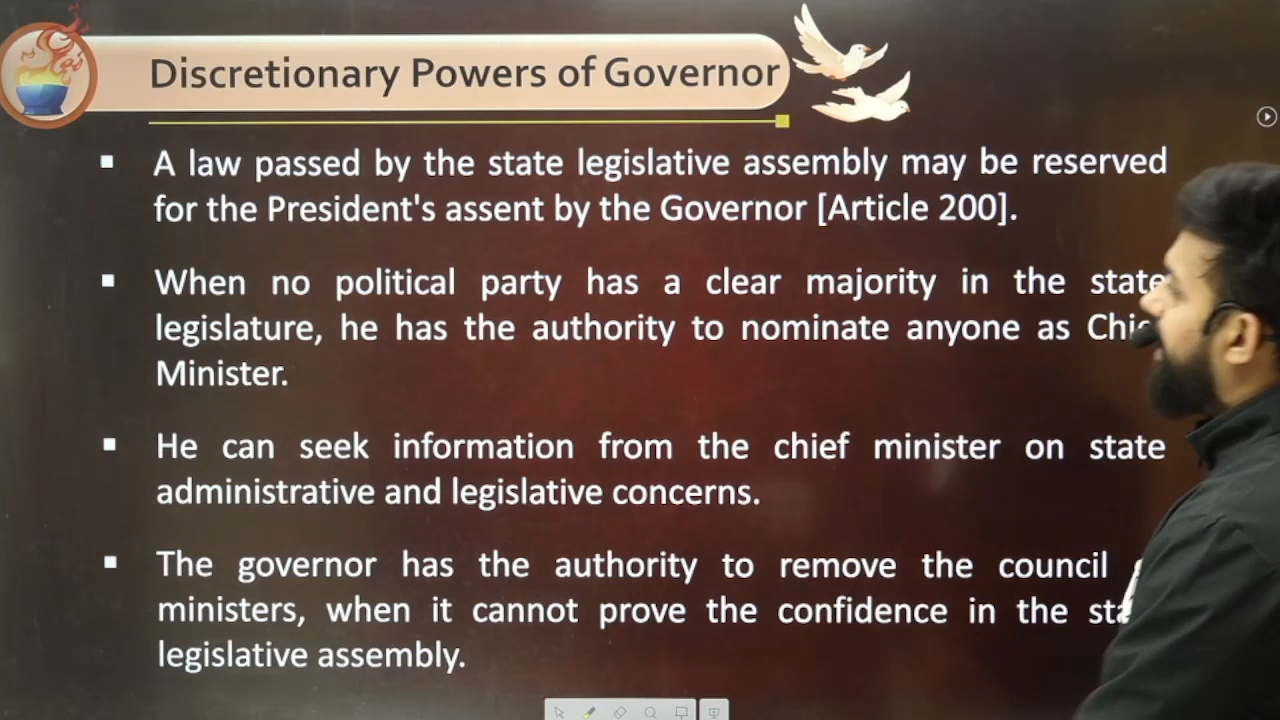 Discretionary Powers of Governor
▪ A law passed by the state legislative assembly may be reserved
for the President's assent by the Governor [Article 200].
▪ When no political party has a clear majority in the state
legislature, he has the authority to nominate anyone as
Minister.
▪ He can seek information from the chief minister on state
administrative and legislative concerns.
▪ The governor has the authority to remove the council
ministers, when it cannot prove the confidence in the
legislative assembly.